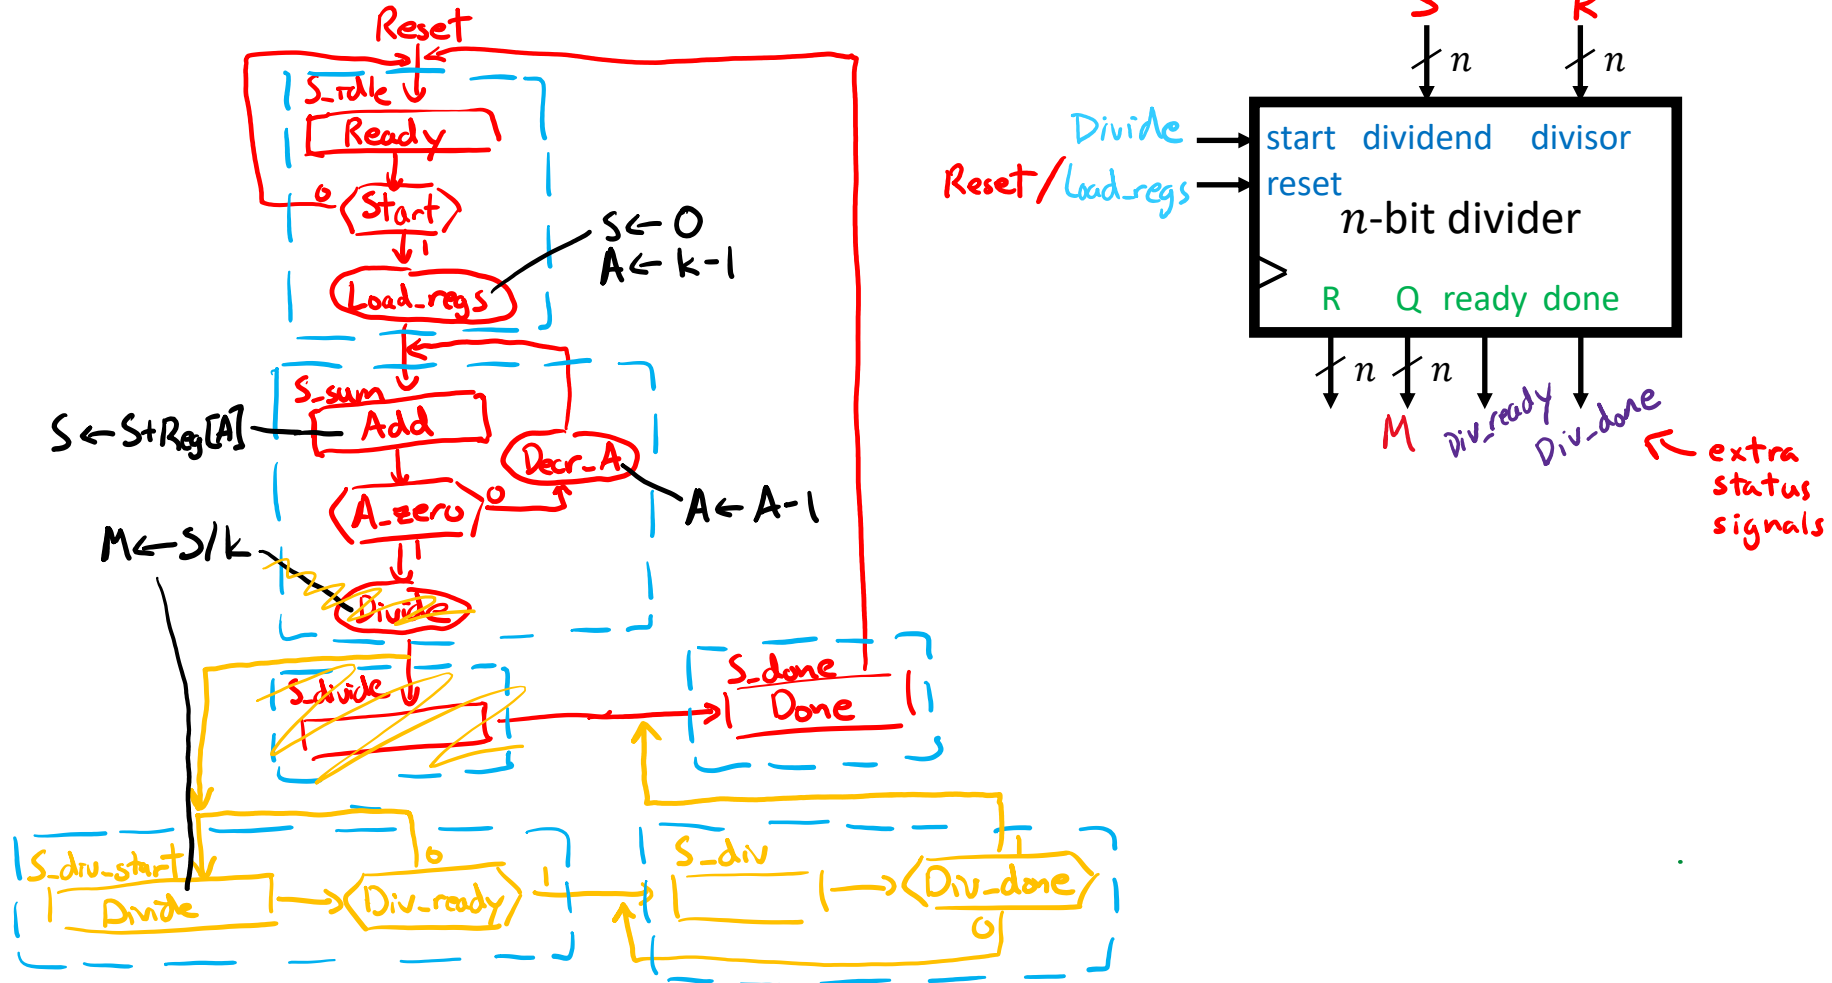 Reset
S_idle
Ready
0
Start
1
Load_regs
S ← 0
A ← k-1
S_sum
Add
S ← S+Reg[A]
Decr_A
A_zero
0
1
A ← A-1
M ← S/k
Divide
S_divide
S_done
Done
S_div_start
Divide
0
Div_ready
1
S_div
1
Div_done
0
S
k
n
n
Divide
start dividend divisor
Reset/Load_regs
reset
n-bit divider
R Q ready done
n
n
M
Div_ready
Div_done
extra
status
signals